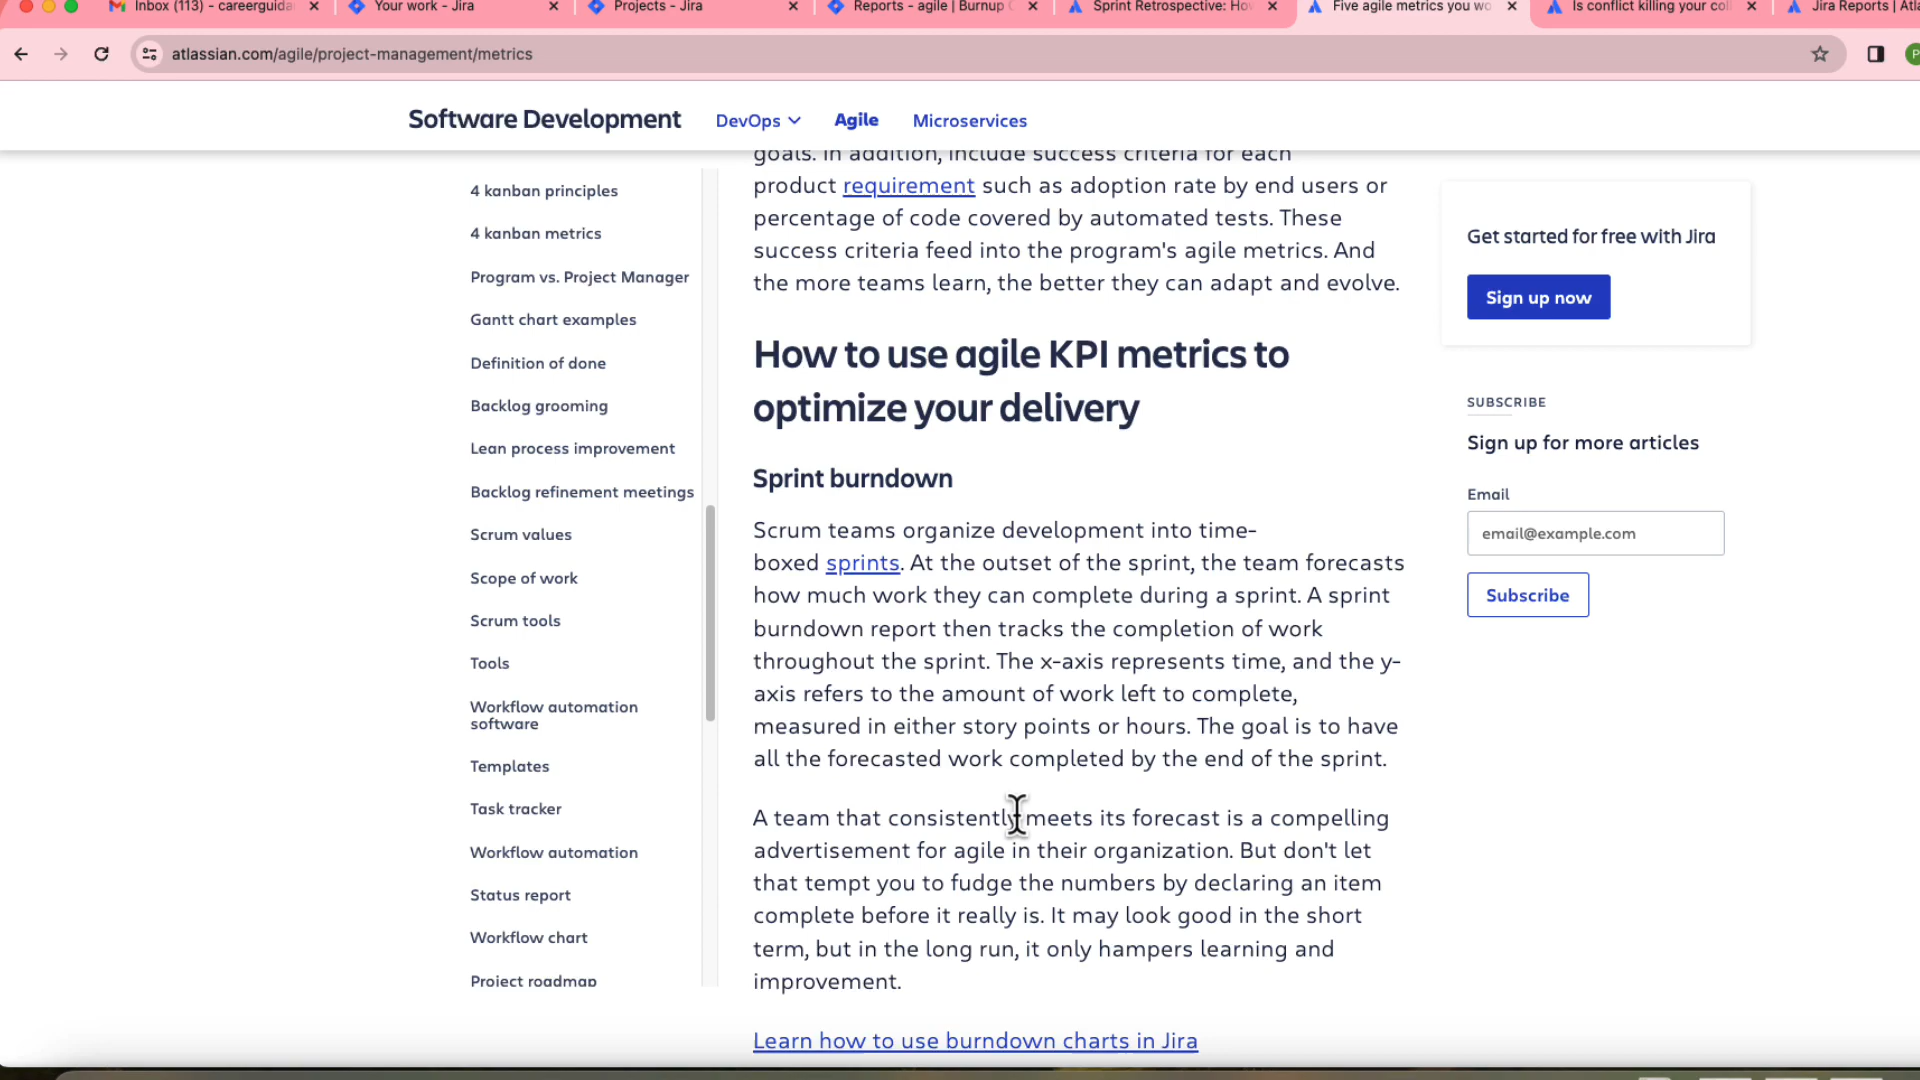 Inbox (113) - careerguida
Your work - Jira
Projects - Jira
Reports - agile | Burnup
Sprint Retrospective: Ho
Five agile metrics you wo
Is conflict killing your col
Jira Reports | Atla
atlassian.com/agile/project-management/metrics
P
Software Development
DevOps
Agile
Microservices
4 kanban principles
4 kanban metrics
Program vs. Project Manager
Gantt chart examples
Definition of done
Backlog grooming
Lean process improvement
Backlog refinement meetings
Scrum values
Scope of work
Scrum tools
Tools
Workflow automation
software
Templates
Task tracker
Workflow automation
Status report
Workflow chart
Project roadmap
goals. In addition, include success criteria for each
product requirement such as adoption rate by end users or
percentage of code covered by automated tests. These
success criteria feed into the program's agile metrics. And
the more teams learn, the better they can adapt and evolve.
How to use agile KPI metrics to
optimize your delivery
Sprint burndown
Scrum teams organize development into time-
boxed sprints. At the outset of the sprint, the team forecasts
how much work they can complete during a sprint. A sprint
burndown report then tracks the completion of work
throughout the sprint. The x-axis represents time, and the y-
axis refers to the amount of work left to complete,
measured in either story points or hours. The goal is to have
all the forecasted work completed by the end of the sprint.
A team that consistently meets its forecast is a compelling
advertisement for agile in their organization. But don't let
that tempt you to fudge the numbers by declaring an item
complete before it really is. It may look good in the short
term, but in the long run, it only hampers learning and
improvement.
Learn how to use burndown charts in Jira
Get started for free with Jira
Sign up now
SUBSCRIBE
Sign up for more articles
Email
email@example.com
Subscribe